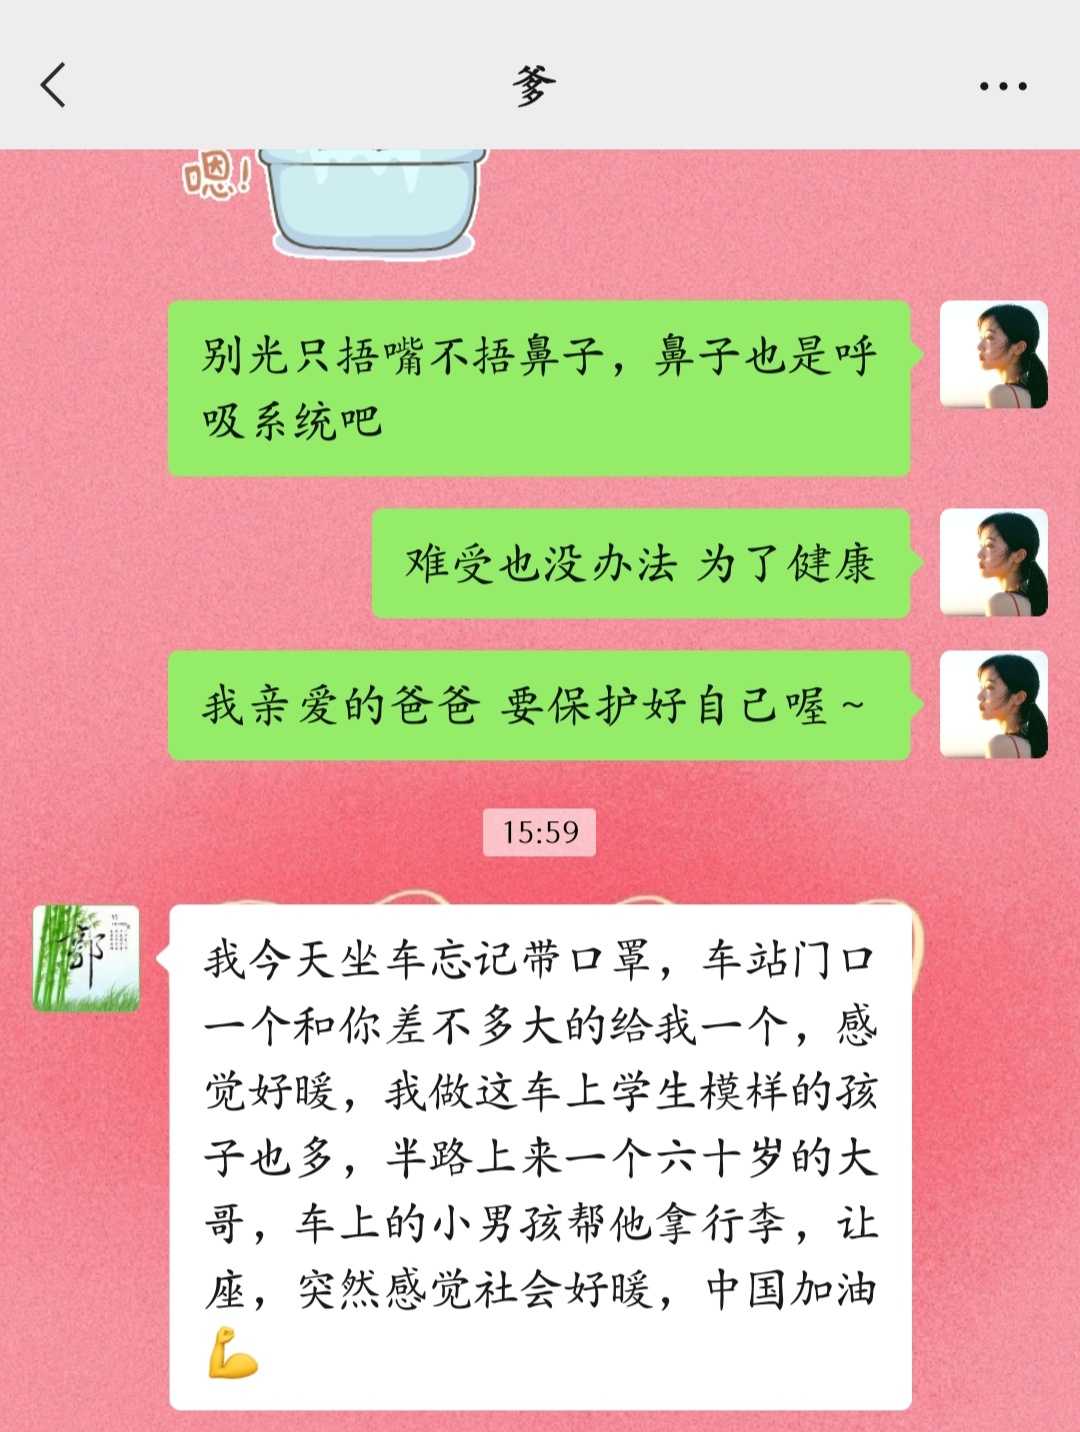 爹
嗯!
别光只捂嘴不捂鼻子，鼻子也是呼
吸系统吧
难受也没办法 为了健康
我亲爱的爸爸 要保护好自己喔～
15:59
郭
我今天坐车忘记带口罩，车站门口
一个和你差不多大的给我一个，感
觉好暖，我做这车上学生模样的孩
子也多，半路上来一个六十岁的大
哥，车上的小男孩帮他拿行李，让
座，突然感觉社会好暖，中国加油
💪